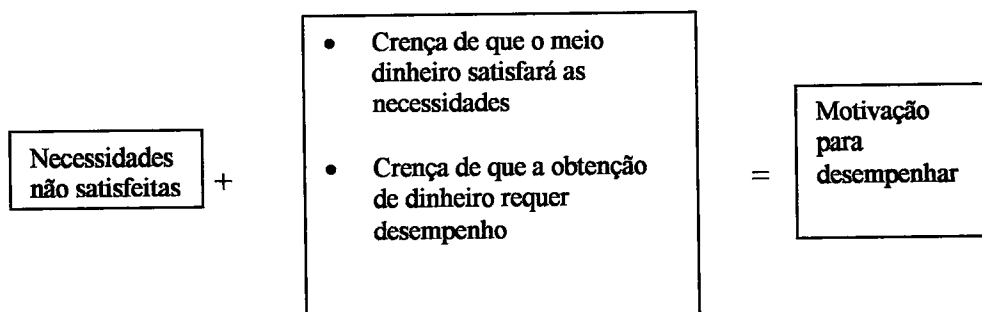 Necessidades
não satisfeitas
+
• Crença de que o meio
dinheiro satisfará as
necessidades
• Crença de que a obtenção
de dinheiro requer
desempenho
=
Motivação
para
desempenhar